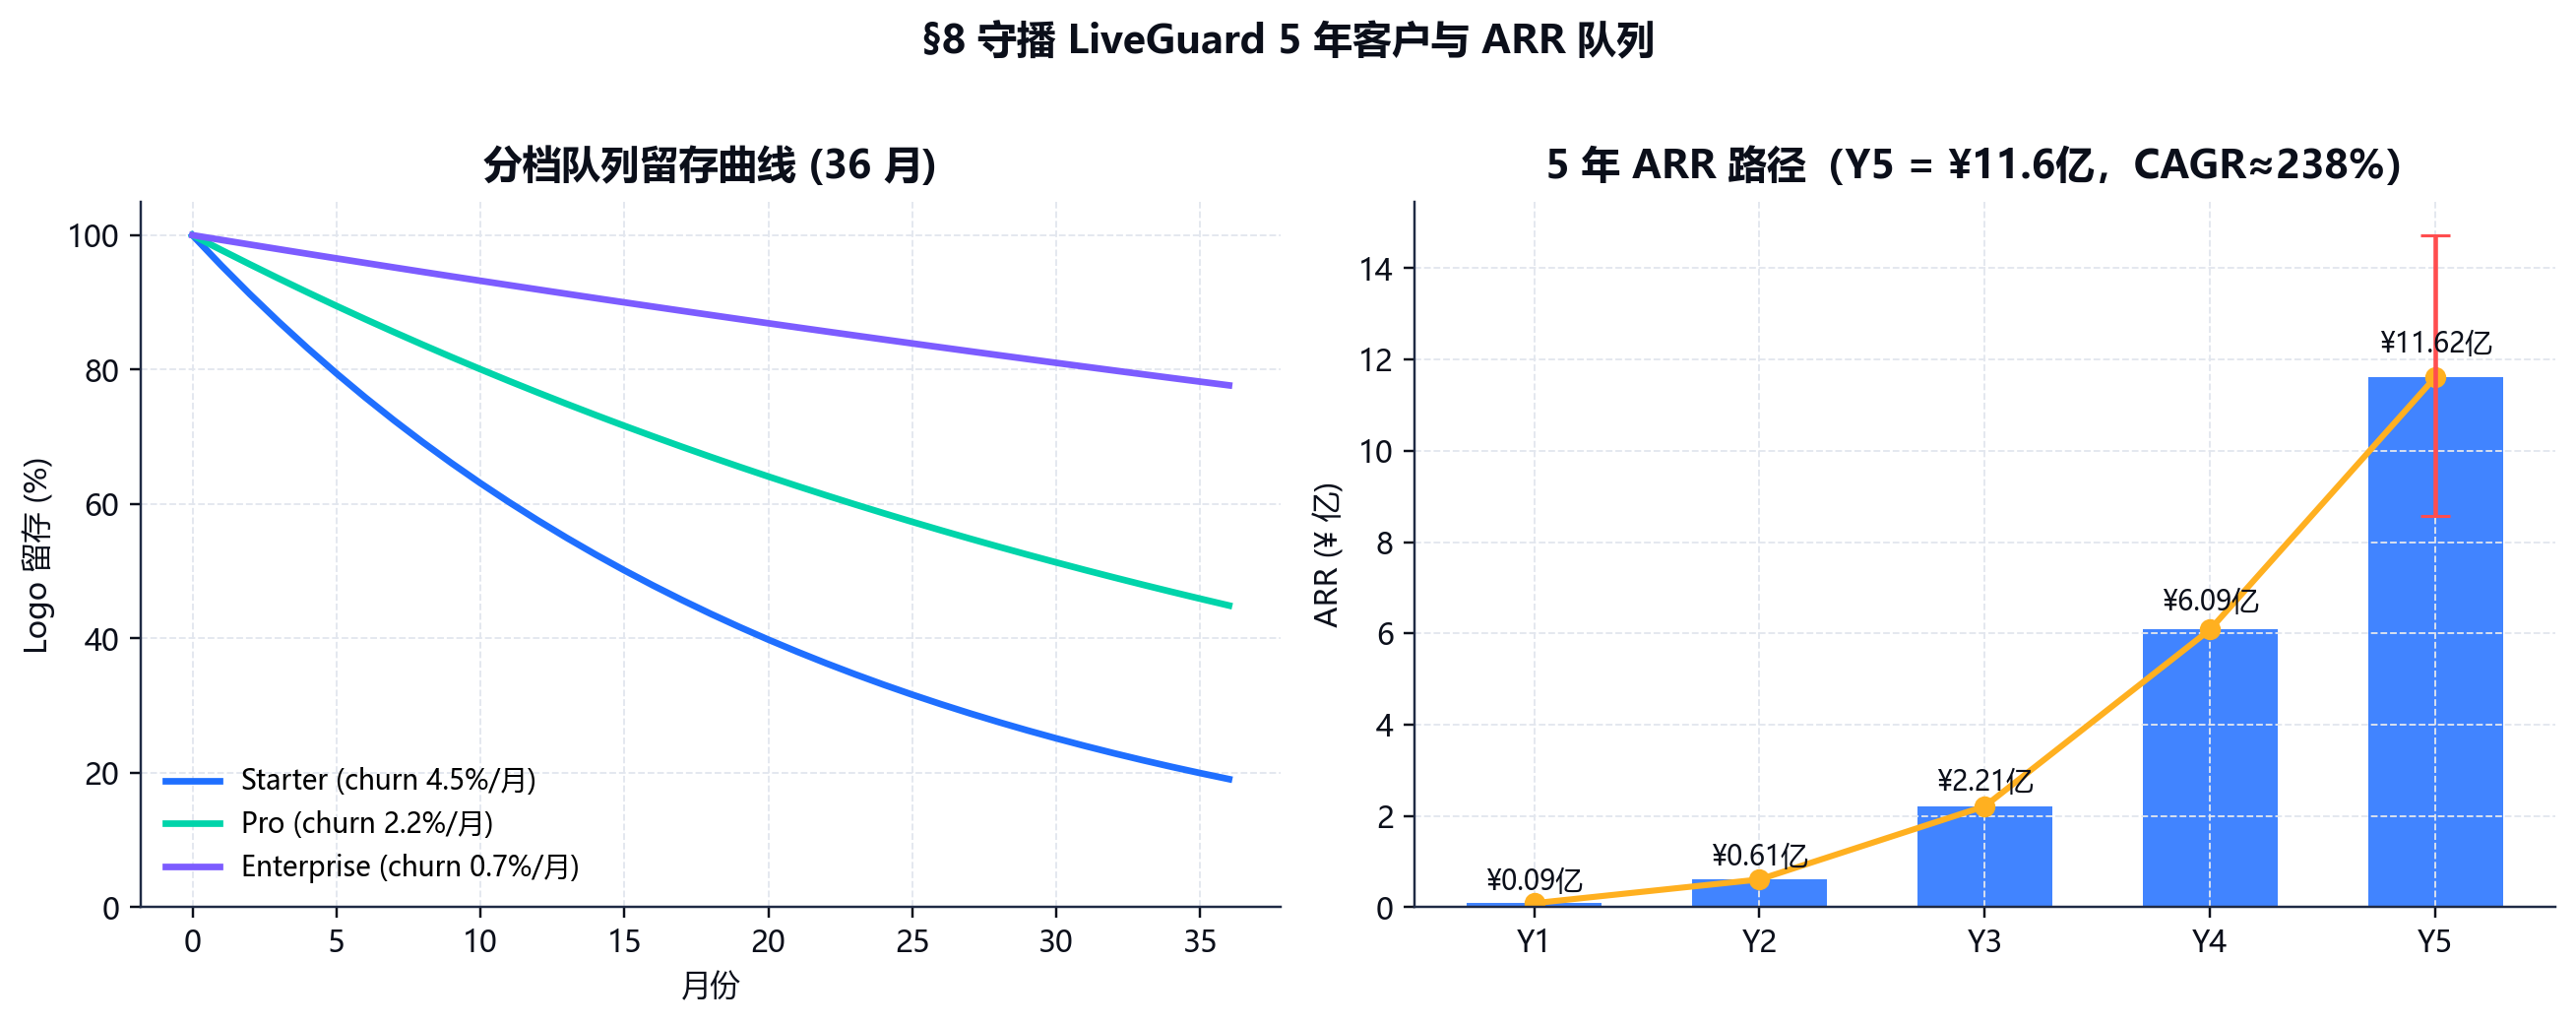 §8 守播 LiveGuard 5 年客户与 ARR 队列
分档队列留存曲线 (36 月)
Logo 留存 (%)
100
80
60
40
20
0
Starter (churn 4.5%/月)
Pro (churn 2.2%/月)
Enterprise (churn 0.7%/月)
0 5 10 15 20 25 30 35
月份
5 年 ARR 路径（Y5 = ¥11.6亿，CAGR≈238%）
ARR (¥ 亿)
14
12
10
8
6
4
2
0
¥0.09亿
¥0.61亿
¥2.21亿
¥6.09亿
¥11.62亿
Y1 Y2 Y3 Y4 Y5